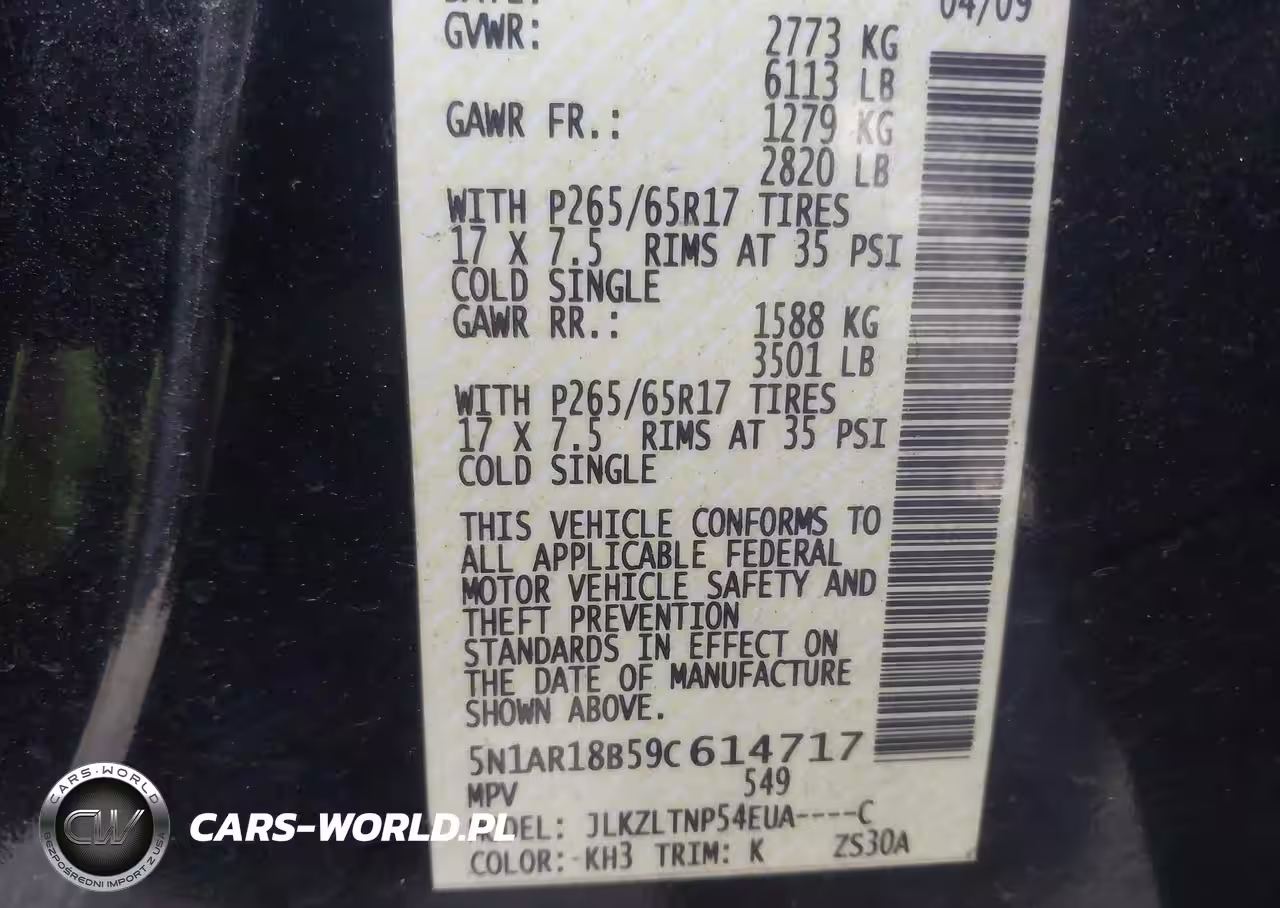 04/09
GVWR: 2773 KG
6113 LB
GAWR FR.: 1279 KG
2820 LB
WITH P265/65R17 TIRES
17 X 7.5 RIMS AT 35 PSI
COLD SINGLE
GAWR RR.: 1588 KG
3501 LB
WITH P265/65R17 TIRES
17 X 7.5 RIMS AT 35 PSI
COLD SINGLE
THIS VEHICLE CONFORMS TO
ALL APPLICABLE FEDERAL
MOTOR VEHICLE SAFETY AND
THEFT PREVENTION
STANDARDS IN EFFECT ON
THE DATE OF MANUFACTURE
SHOWN ABOVE.
5N1AR18B59C614717
MPV 549
MODEL: JLKZLTNP54EUA----C
COLOR: KH3 TRIM: K ZS30A
CARS-WORLD
CW
BEZPOŚREDNI IMPORT Z USA
CARS-WORLD.PL